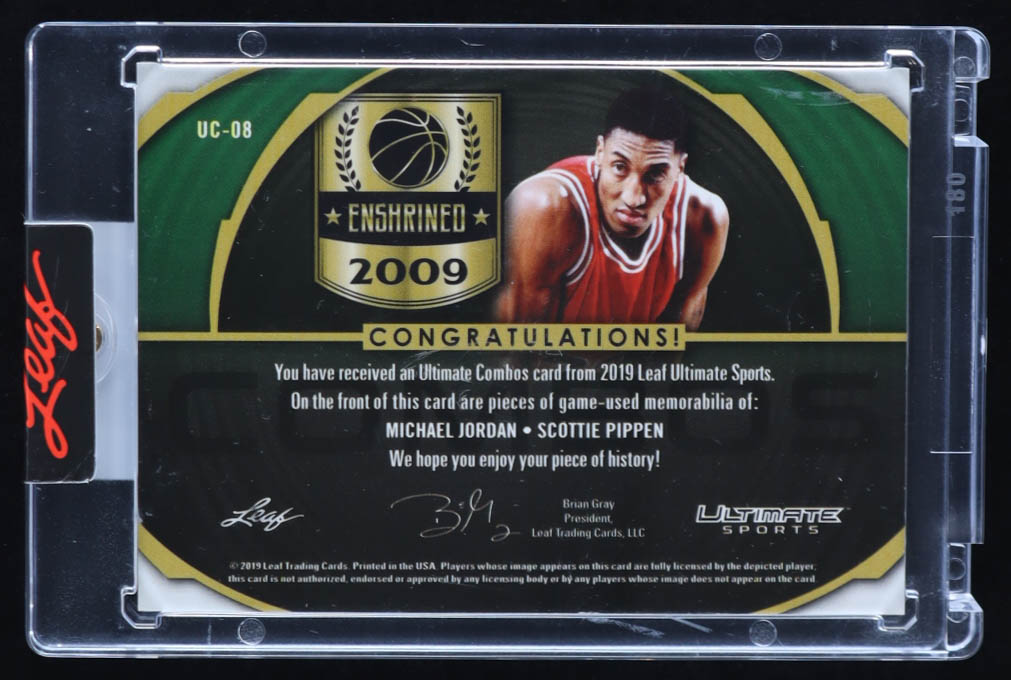 UC-08
ENSHRINED
2009
CONGRATULATIONS!
You have received an Ultimate Combos card from 2019 Leaf Ultimate Sports.
On the front of this card are pieces of game-used memorabilia of:
MICHAEL JORDAN • SCOTTIE PIPPEN
We hope you enjoy your piece of history!
Leaf
Brian Gray
President,
Leaf Trading Cards, LLC
ULTIMATE
SPORTS
© 2019 Leaf Trading Cards. Printed in the USA. Players whose image appears on this card are fully licensed by the depicted player;
this card is not authorized, endorsed or approved by any licensing body or by any players whose image does not appear on the card.
Leaf
180